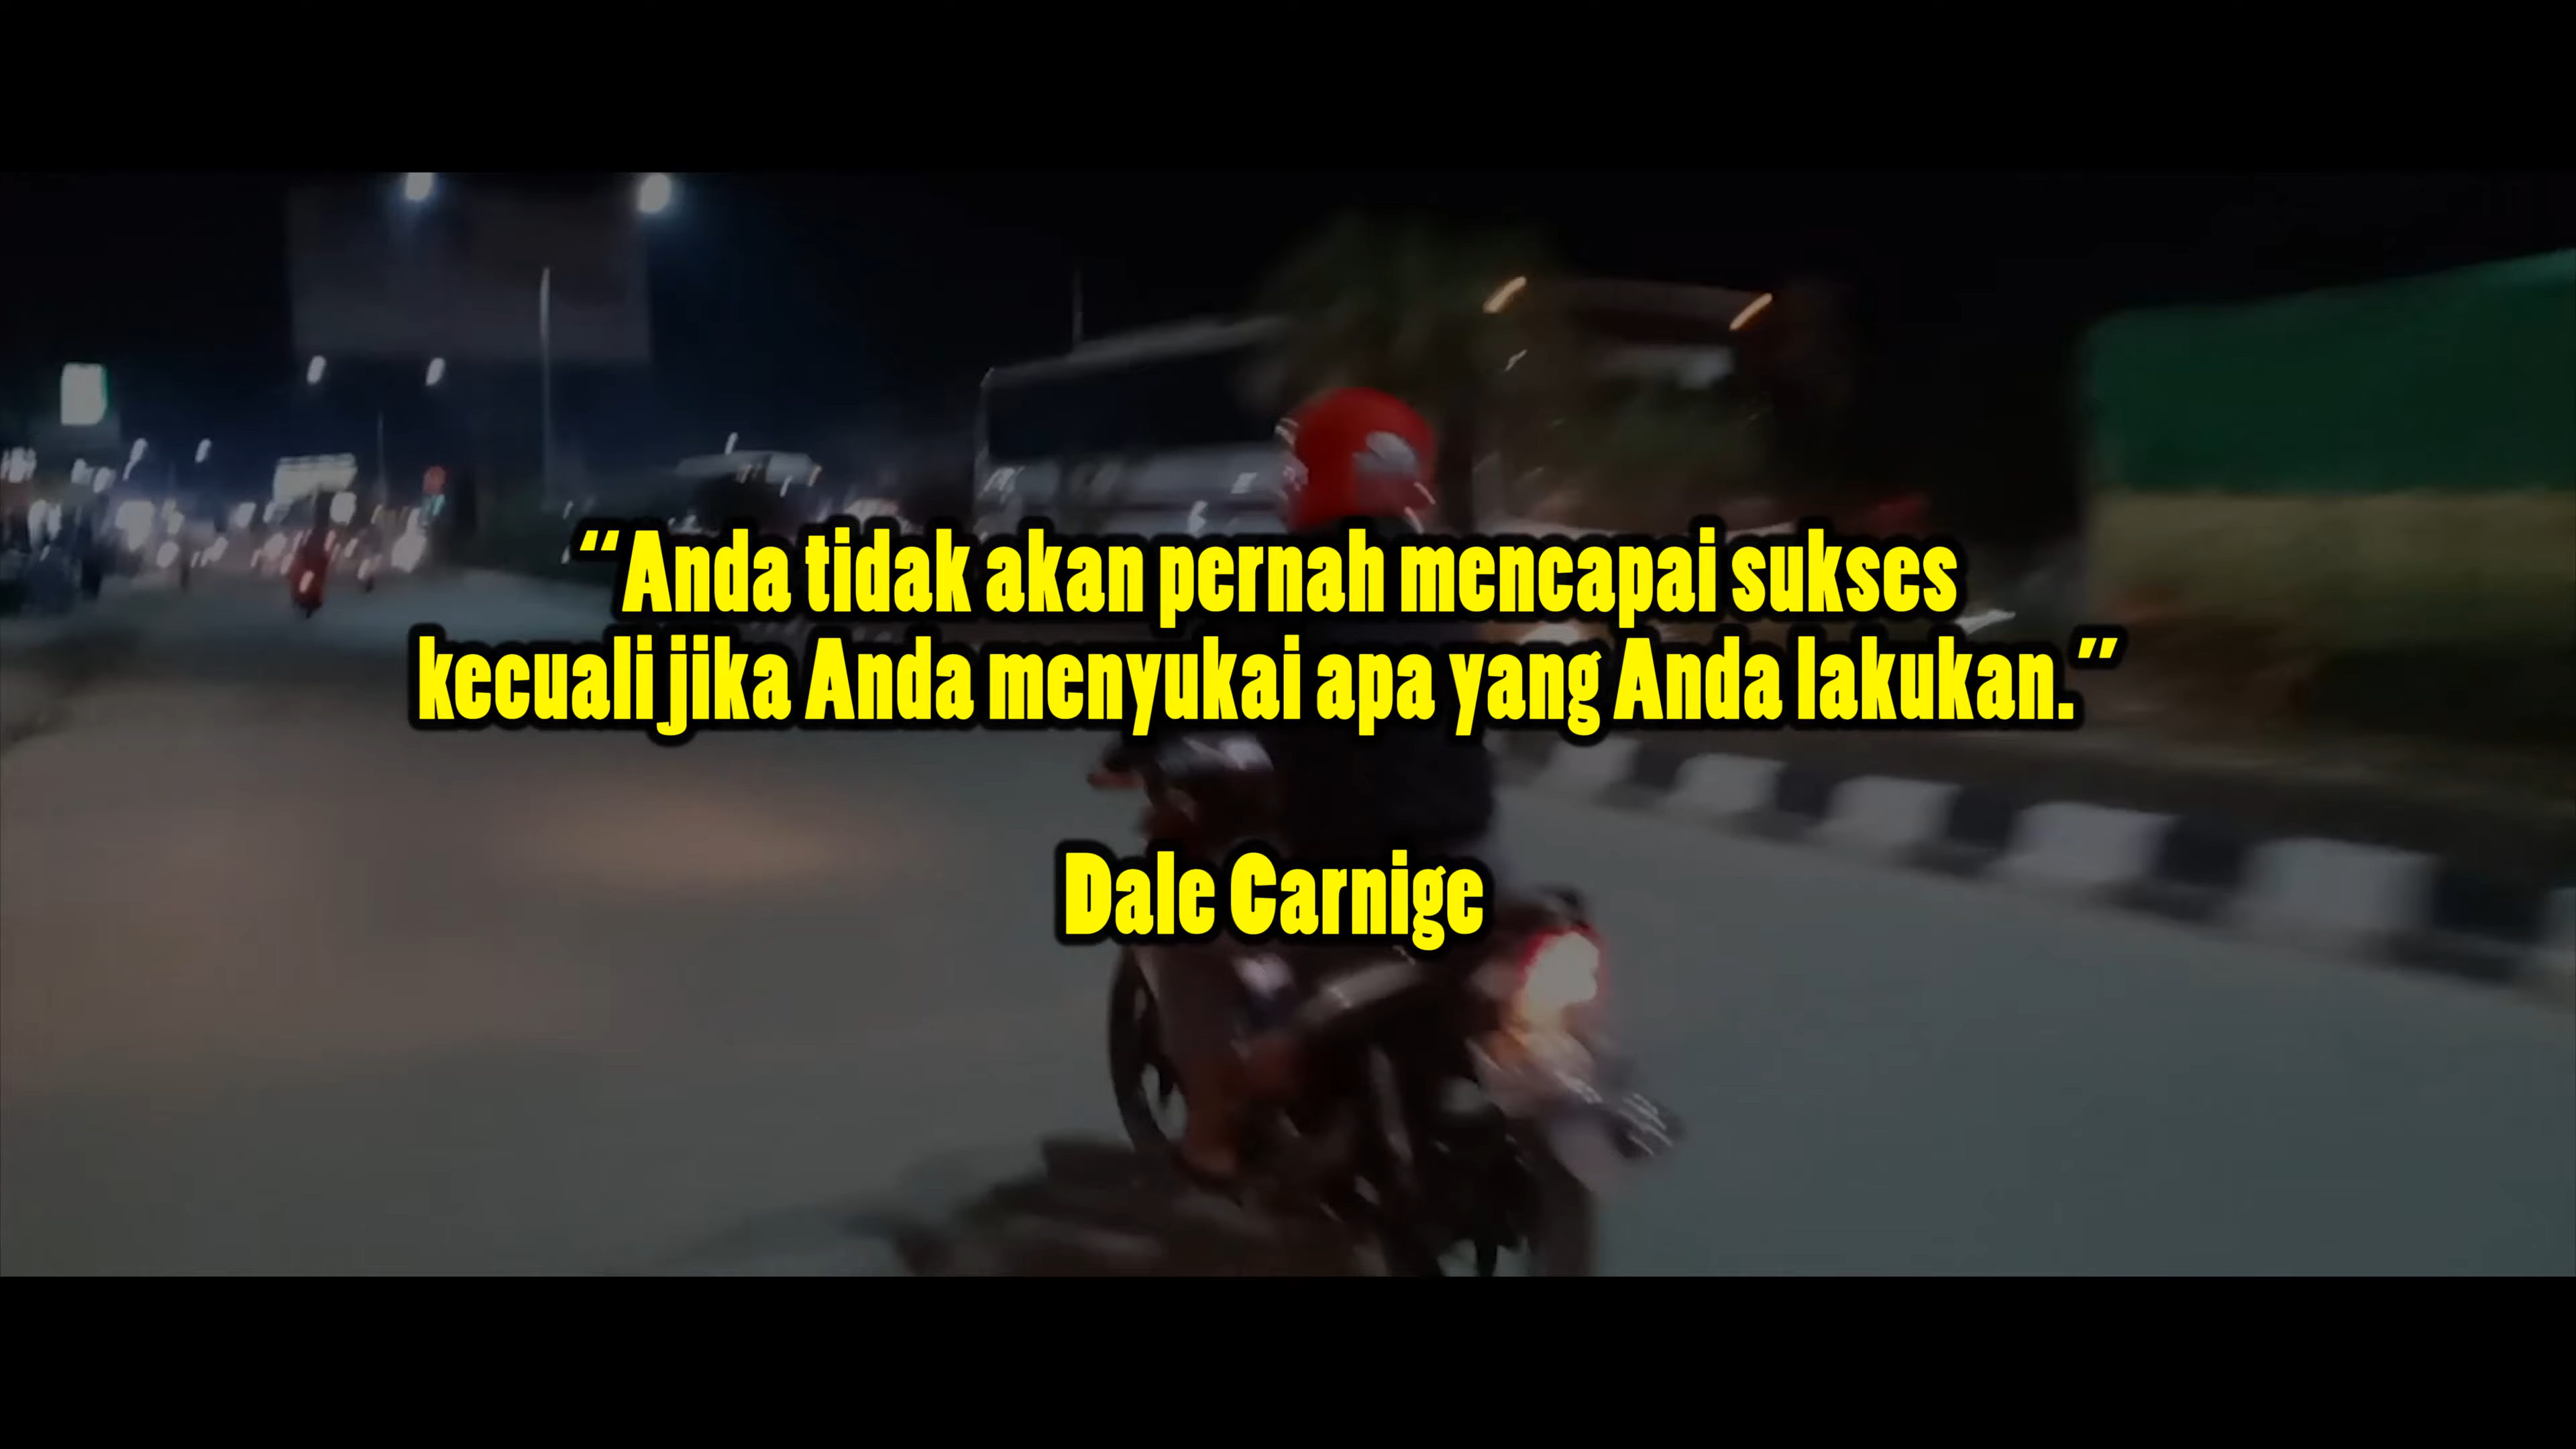 “Anda tidak akan pernah mencapai sukses
kecuali jika Anda menyukai apa yang Anda lakukan.”
Dale Carnige